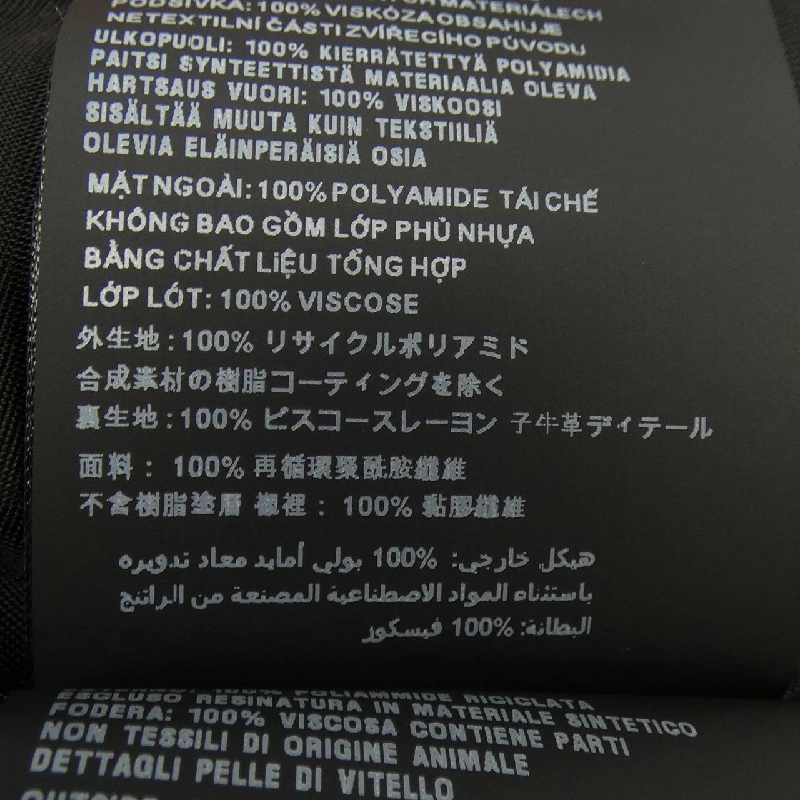 MATERIÁLECH
PODŠÍVKA: 100% VISKÓZA OBSAHUJE
NETEXTILNÍ ČÁSTI ZVÍŘECÍHO PŮVODU
ULKOPUOLI: 100% KIERRÄTETTYÄ POLYAMIDIA
PAITSI SYNTEETTISTÄ MATERIAALIA OLEVA
HARTSAUS VUORI: 100% VISKOOSI
SISÄLTÄÄ MUUTA KUIN TEKSTIILIÄ
OLEVIA ELÄINPERÄISIÄ OSIA
MẶT NGOÀI: 100% POLYAMIDE TÁI CHẾ
KHÔNG BAO GỒM LỚP PHỦ NHỰA
BẰNG CHẤT LIỆU TỔNG HỢP
LỚP LÓT: 100% VISCOSE
外生地:100% リサイクルポリアミド
合成素材の樹脂コーティングを除く
裏生地:100% ビスコースレーヨン 子牛革ディテール
面料: 100% 再循環聚酰胺纖維
不含樹脂塗層 襯裡: 100% 黏膠纖維
هيكل خارجي: %100 بولي أمايد معاد تدويره
باستثناء المواد الاصطناعية المصنعة من الراتنج
البطانة: %100 فيسكوز
100% POLIAMMIDE RICICLATA
ESCLUSO RESINATURA IN MATERIALE SINTETICO
FODERA: 100% VISCOSA CONTIENE PARTI
NON TESSILI DI ORIGINE ANIMALE
DETTAGLI PELLE DI VITELLO